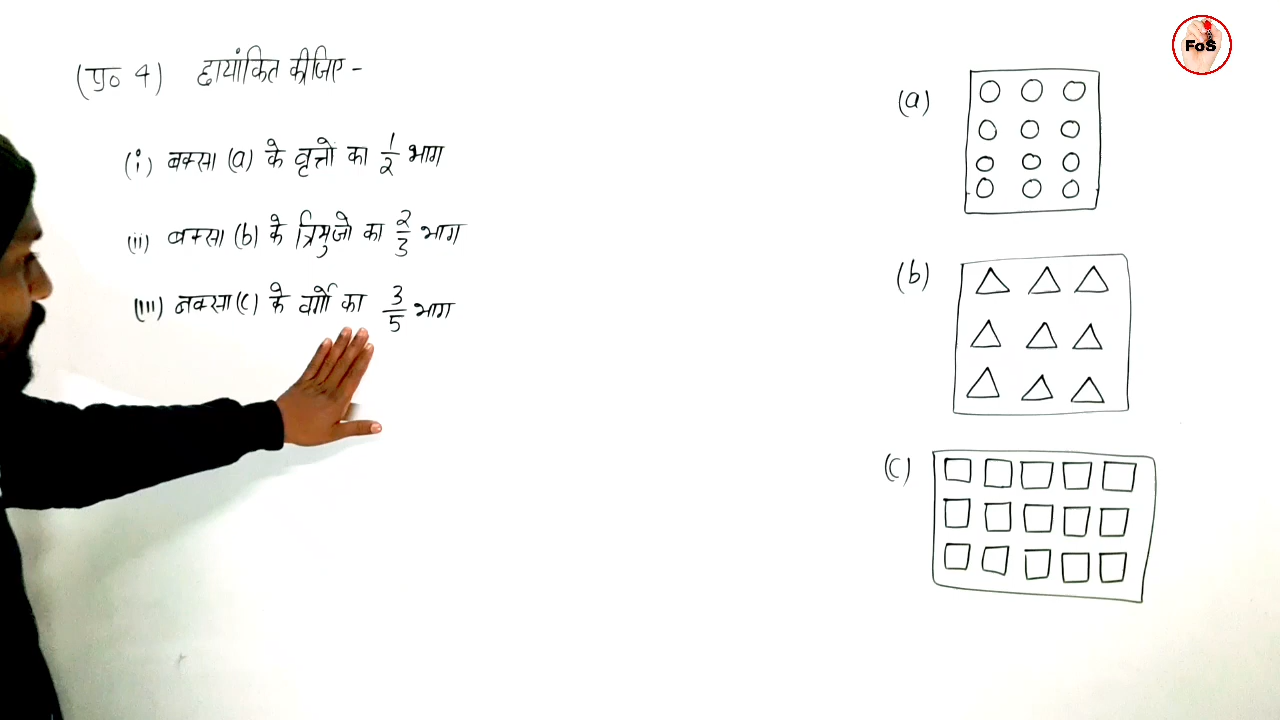 (प्र० 4) छायांकित कीजिए -
(i) बक्सा (a) के वृत्तो का 1/2 भाग
(ii) बक्सा (b) के त्रिभुजो का 2/3 भाग
(iii) बक्सा (c) के वर्गो का 3/5 भाग
FoS
(a)
(b)
(c)